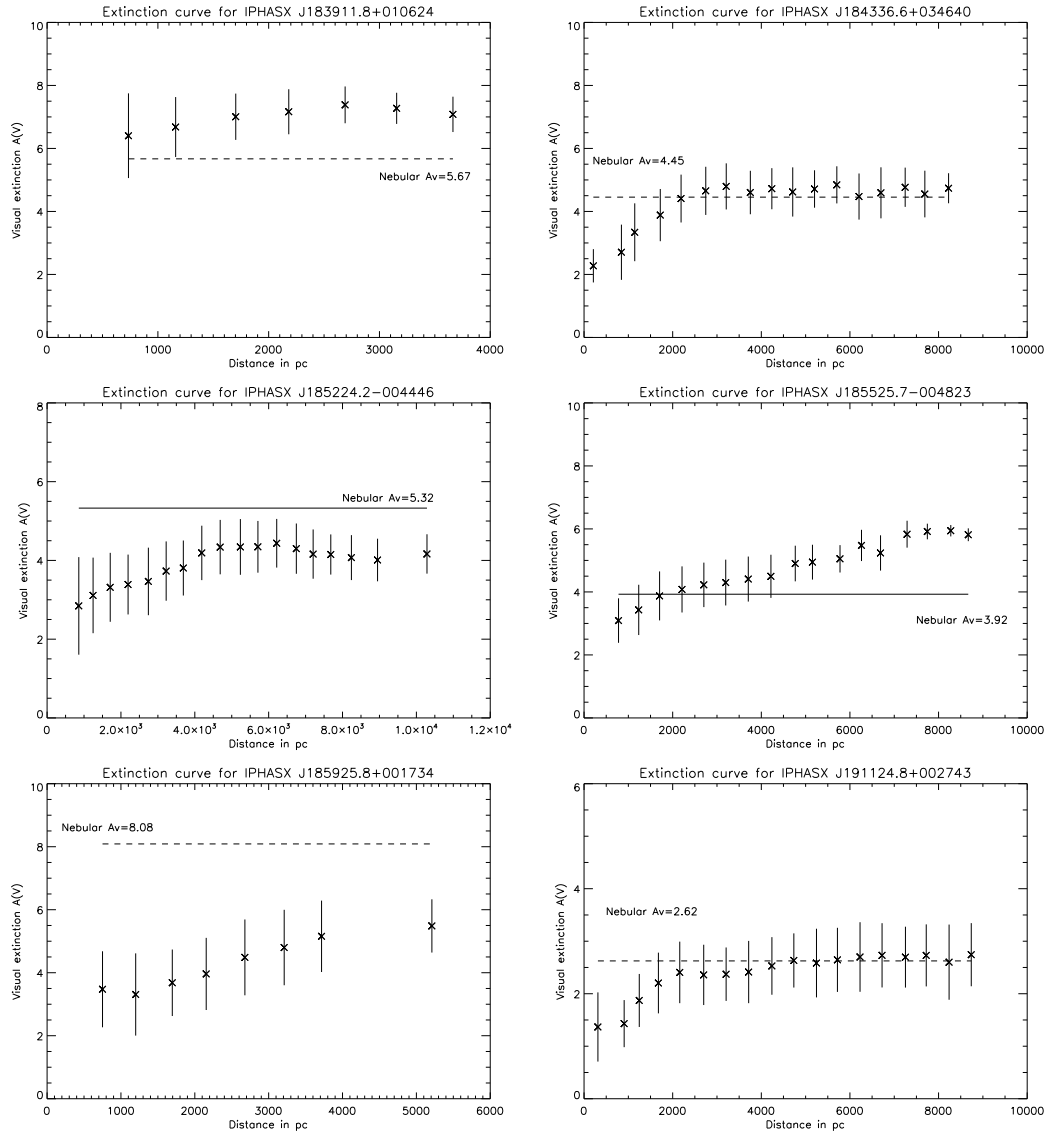 Extinction curve for IPHASX J183911.8+010624
10
8
6
4
2
0
Visual extinction A(V)
Nebular Av=5.67
0 1000 2000 3000 4000
Distance in pc
Extinction curve for IPHASX J184336.6+034640
10
8
6
4
2
0
Visual extinction A(V)
Nebular Av=4.45
0 2000 4000 6000 8000 10000
Distance in pc
Extinction curve for IPHASX J185224.2−004446
8
6
4
2
0
Visual extinction A(V)
Nebular Av=5.32
0 2.0×10³ 4.0×10³ 6.0×10³ 8.0×10³ 1.0×10⁴ 1.2×10⁴
Distance in pc
Extinction curve for IPHASX J185525.7−004823
10
8
6
4
2
0
Visual extinction A(V)
Nebular Av=3.92
0 2000 4000 6000 8000 10000
Distance in pc
Extinction curve for IPHASX J185925.8+001734
10
8
6
4
2
0
Visual extinction A(V)
Nebular Av=8.08
0 1000 2000 3000 4000 5000 6000
Distance in pc
Extinction curve for IPHASX J191124.8+002743
6
4
2
0
Visual extinction A(V)
Nebular Av=2.62
0 2000 4000 6000 8000 10000
Distance in pc